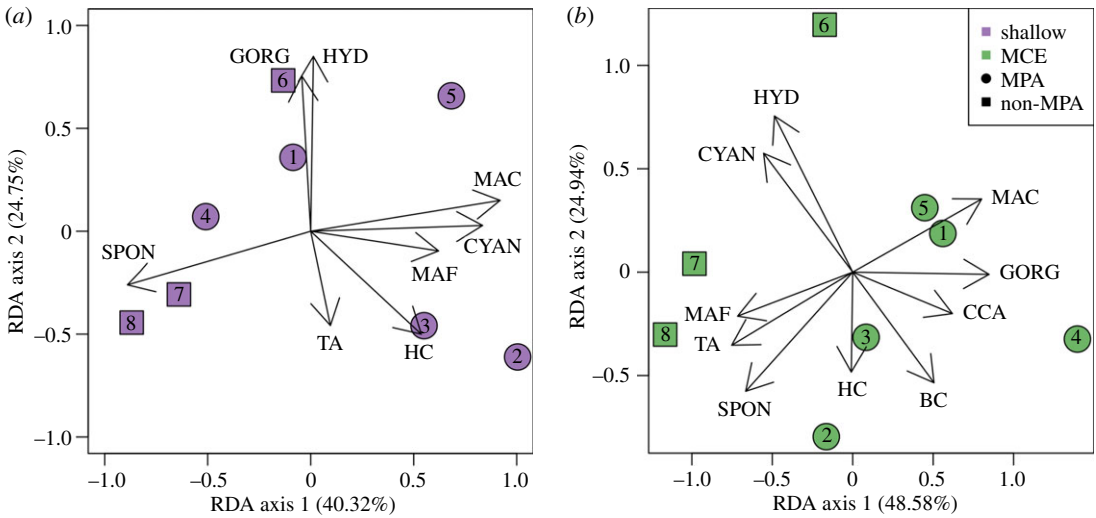 (a)
1.0
0.5
0
–0.5
–1.0
RDA axis 2 (24.75%)
GORG
HYD
6
5
1
4
MAC
CYAN
MAF
SPON
7
8
TA
3
HC
2
–1.0
–0.5
0
0.5
1.0
RDA axis 1 (40.32%)
(b)
1.0
0.5
0
–0.5
RDA axis 2 (24.94%)
6
shallow
MCE
MPA
non-MPA
HYD
CYAN
MAC
5
1
7
GORG
MAF
CCA
8
TA
3
4
SPON
HC
BC
2
–1.0
–0.5
0
0.5
1.0
RDA axis 1 (48.58%)